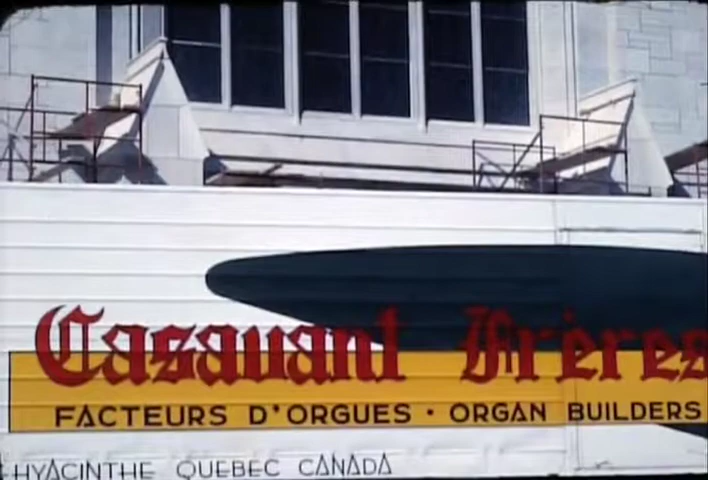 Casavant Frères
FACTEURS D'ORGUES · ORGAN BUILDERS
HYACINTHE QUEBEC CANADA